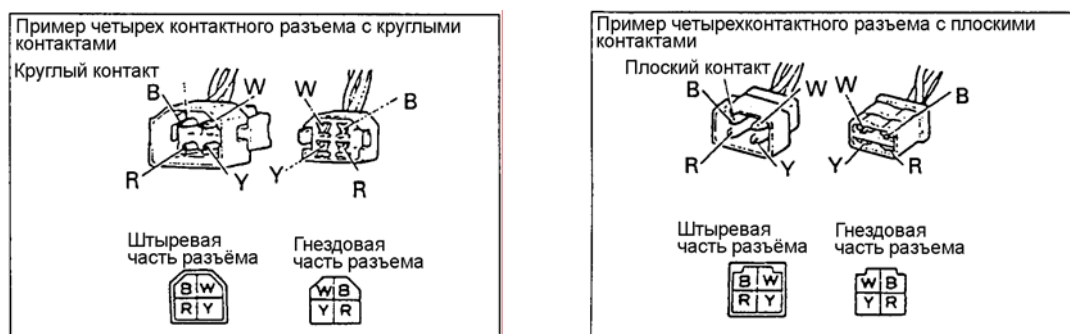 Пример четырех контактного разъема с круглыми
контактами
Круглый контакт
B
W
B
R
Y
Y
R
Штыревая
часть разъёма
Гнездовая
часть разъема
B W
R Y
W B
Y R
Пример четырехконтактного разъема с плоскими
контактами
Плоский контакт
B
W
W
B
R
Y
Y
R
Штыревая
часть разъёма
Гнездовая
часть разъема
B W
R Y
W B
Y R